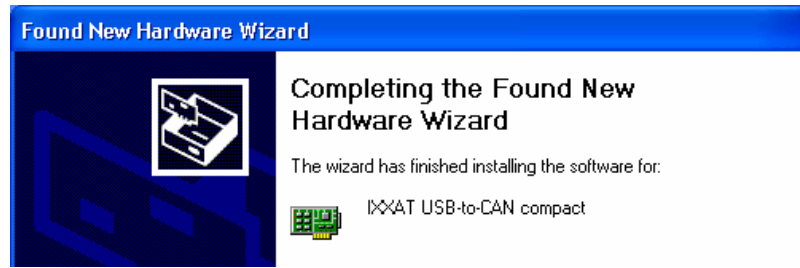 Found New Hardware Wizard
Completing the Found New
Hardware Wizard
The wizard has finished installing the software for:
IXXAT USB-to-CAN compact